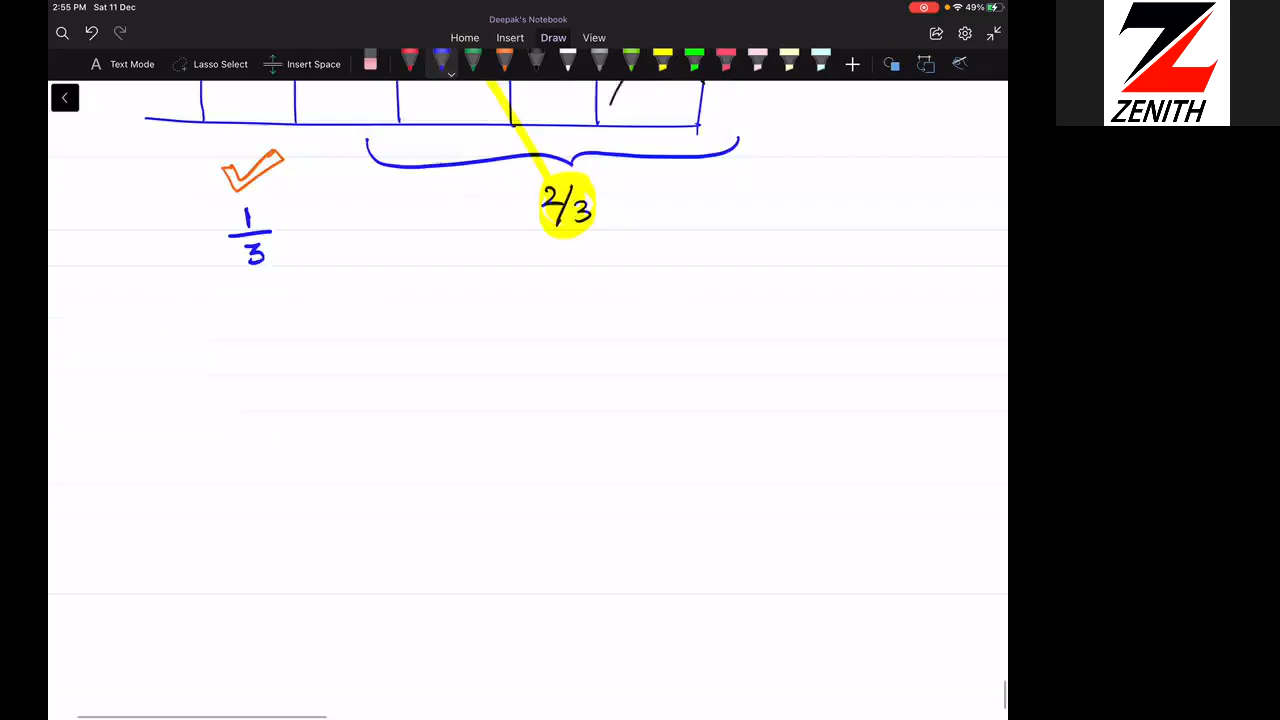 2:55 PM Sat 11 Dec
49%
Deepak's Notebook
Home Insert Draw View
A Text Mode Lasso Select Insert Space
ZENITH
2/3
1
3